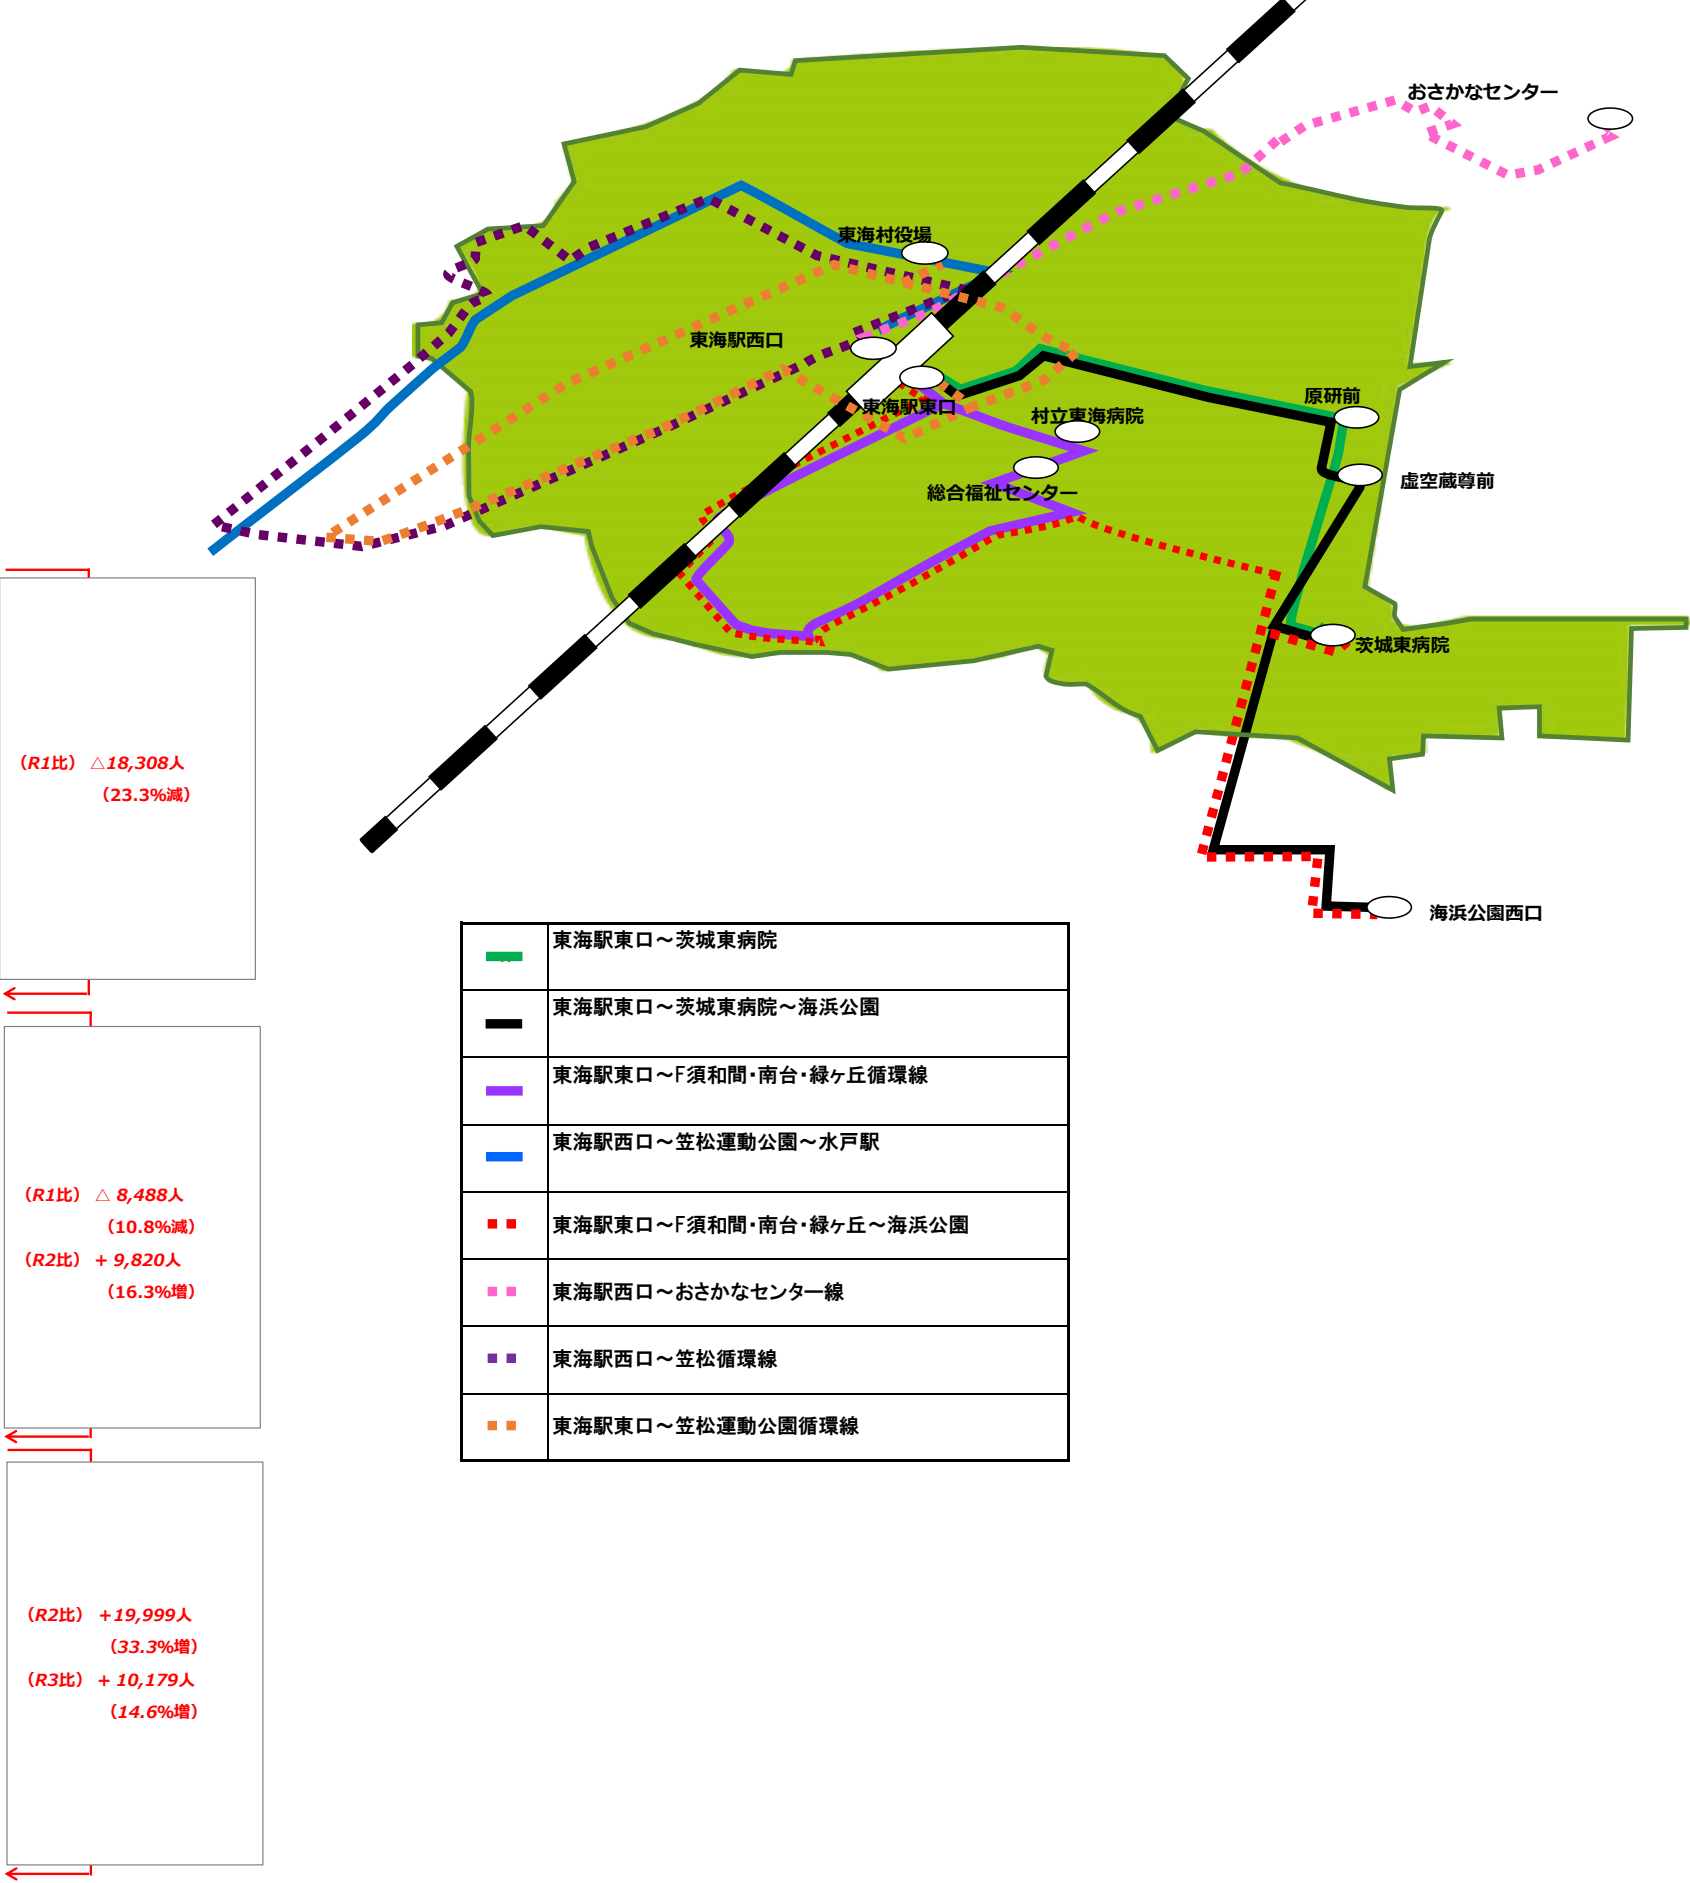 おさかなセンター
東海村役場
東海駅西口
東海駅東口
原研前
村立東海病院
虚空蔵尊前
総合福祉センター
茨城東病院
海浜公園西口
（R1比） △18,308人
（23.3%減）
（R1比） △ 8,488人
（10.8%減）
（R2比） + 9,820人
（16.3%増）
（R2比） +19,999人
（33.3%増）
（R3比） + 10,179人
（14.6%増）
東海駅東口～茨城東病院
東海駅東口～茨城東病院～海浜公園
東海駅東口～F須和間・南台・緑ヶ丘循環線
東海駅西口～笠松運動公園～水戸駅
東海駅東口～F須和間・南台・緑ヶ丘～海浜公園
東海駅西口～おさかなセンター線
東海駅西口～笠松循環線
東海駅東口～笠松運動公園循環線